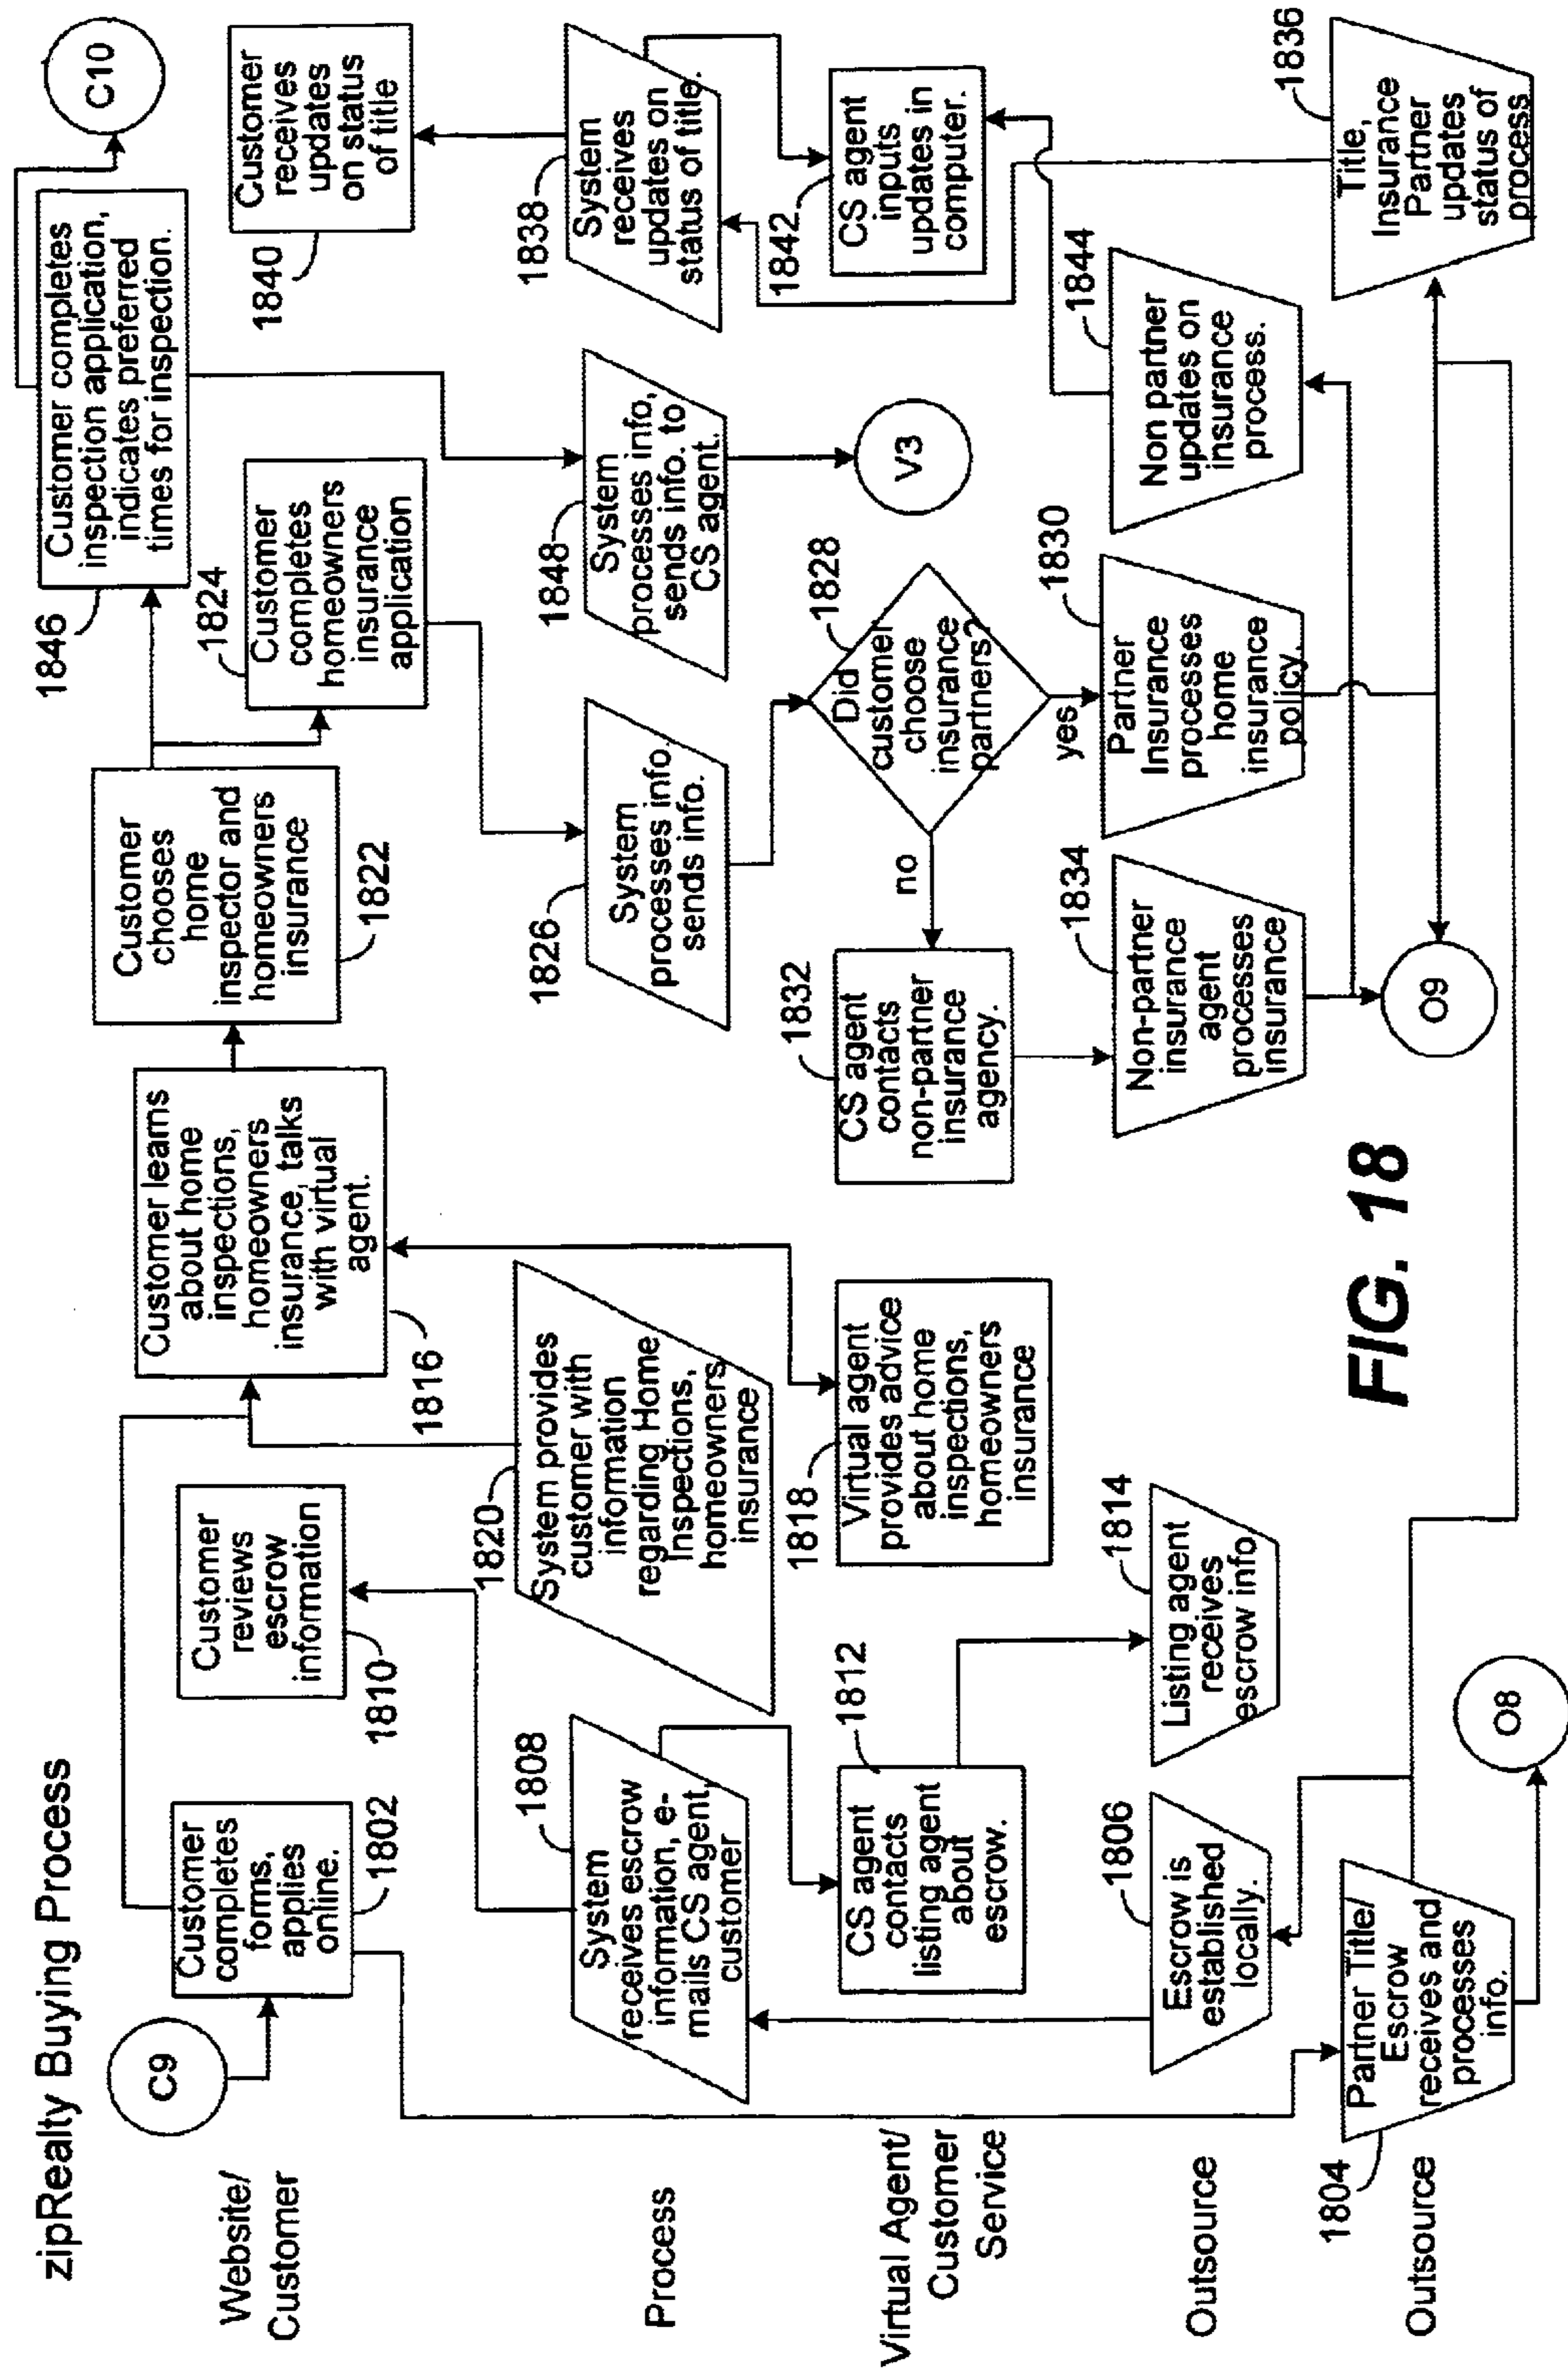 zipRealty Buying Process
Website/
Customer
C9
Customer
completes
forms,
applies
online.
1802
Customer
reviews
escrow
information
1810
Customer learns
about home
inspections,
homeowners
insurance, talks
with virtual
agent.
1816
Customer
chooses
home
inspector and
homeowners
insurance
1822
1846
Customer completes
inspection application,
indicates preferred
times for inspection.
C10
1824
Customer
completes
homeowners
insurance
application
1840
Customer
receives
updates
on status
of title
Process
1808
System
receives escrow
information, e-
mails CS agent,
customer
1820
System provides
customer with
information
regarding Home
Inspections,
homeowners
insurance
1826
System
processes info,
sends info.
1848
System
processes info,
sends info. to
CS agent.
1838
System
receives
updates on
status of title.
Virtual Agent/
Customer
Service
1812
CS agent
contacts
listing agent
about
escrow.
1818
Virtual agent
provides advice
about home
inspections,
homeowners
insurance
1832
CS agent
contacts
non-partner
insurance
agency.
no
1828
Did
customer
choose
insurance
partners?
yes
V3
1842
CS agent
inputs
updates in
computer.
Outsource
1806
Escrow is
established
locally.
1814
Listing agent
receives
escrow info.
1834
Non-partner
insurance
agent
processes
insurance
1830
Partner
Insurance
processes
home
insurance
policy.
1844
Non partner
updates on
insurance
process.
Outsource
1804
Partner Title/
Escrow
receives and
processes
info.
O8
O9
1836
Title,
Insurance
Partner
updates
status of
process.
FIG. 18